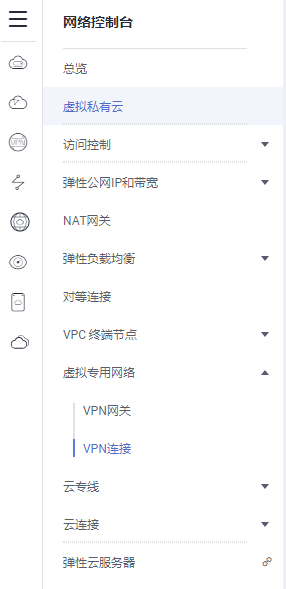 网络控制台
总览
虚拟私有云
访问控制
弹性公网IP和带宽
NAT网关
弹性负载均衡
对等连接
VPC 终端节点
虚拟专用网络
VPN网关
VPN连接
云专线
云连接
弹性云服务器
VPN